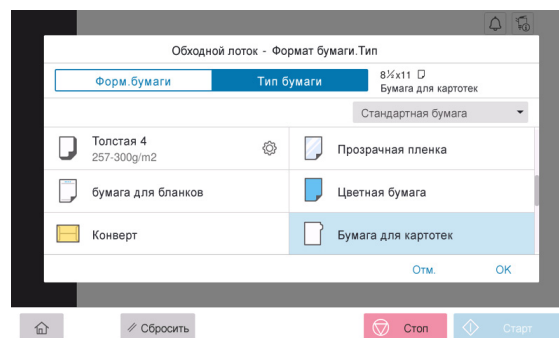 Обходной лоток - Формат бумаги.Тип
Форм.бумаги
Тип бумаги
8½x11
Бумага для картотек
Стандартная бумага
Толстая 4
257-300g/m2
Прозрачная пленка
бумага для бланков
Цветная бумага
Конверт
Бумага для картотек
Отм.
OK
Сбросить
Стоп
Старт